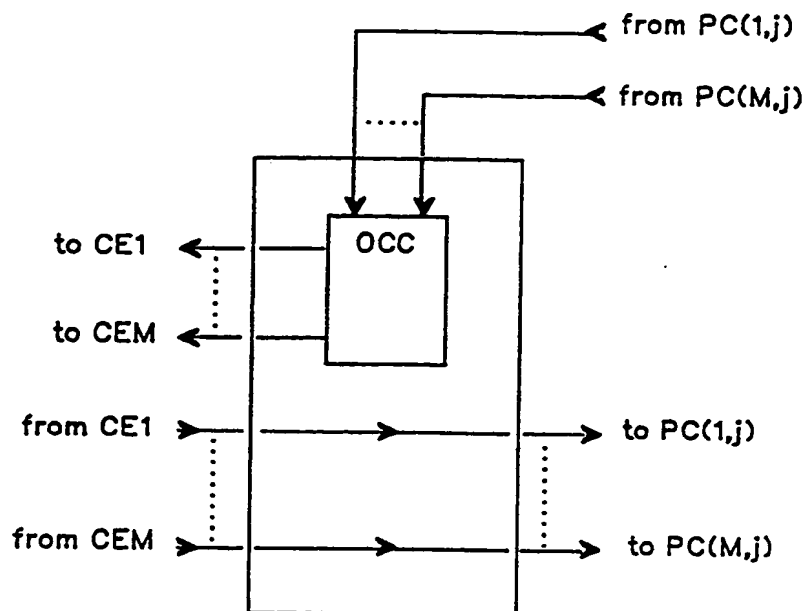 from PC(1,j)
from PC(M,j)
OCC
to CE1
to CEM
from CE1
to PC(1,j)
from CEM
to PC(M,j)